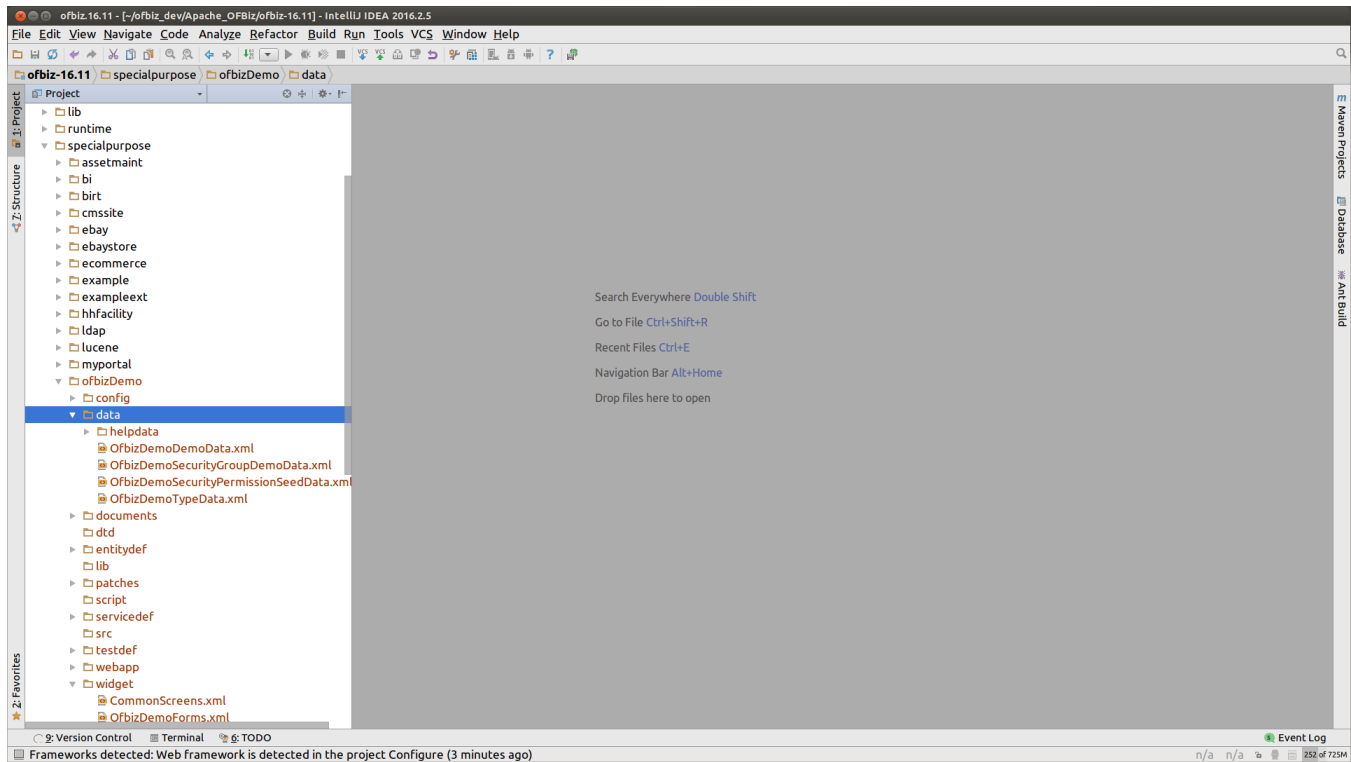 ofbiz.16.11 - [~/ofbiz_dev/Apache_OFBiz/ofbiz-16.11] - IntelliJ IDEA 2016.2.5
File Edit View Navigate Code Analyze Refactor Build Run Tools VCS Window Help
ofbiz-16.11 specialpurpose ofbizDemo data
Project
1: Project
7: Structure
2: Favorites
lib
runtime
specialpurpose
assetmaint
bi
birt
cmssite
ebay
ebaystore
ecommerce
example
exampleext
hhfacility
ldap
lucene
myportal
ofbizDemo
config
data
helpdata
OfbizDemoDemoData.xml
OfbizDemoSecurityGroupDemoData.xml
OfbizDemoSecurityPermissionSeedData.xml
OfbizDemoTypeData.xml
documents
dtd
entitydef
lib
patches
script
servicedef
src
testdef
webapp
widget
CommonScreens.xml
OfbizDemoForms.xml
Search Everywhere Double Shift
Go to File Ctrl+Shift+R
Recent Files Ctrl+E
Navigation Bar Alt+Home
Drop files here to open
m Maven Projects
Database
Ant Build
9: Version Control Terminal 6: TODO Event Log
Frameworks detected: Web framework is detected in the project Configure (3 minutes ago) n/a n/a 252 of 725M